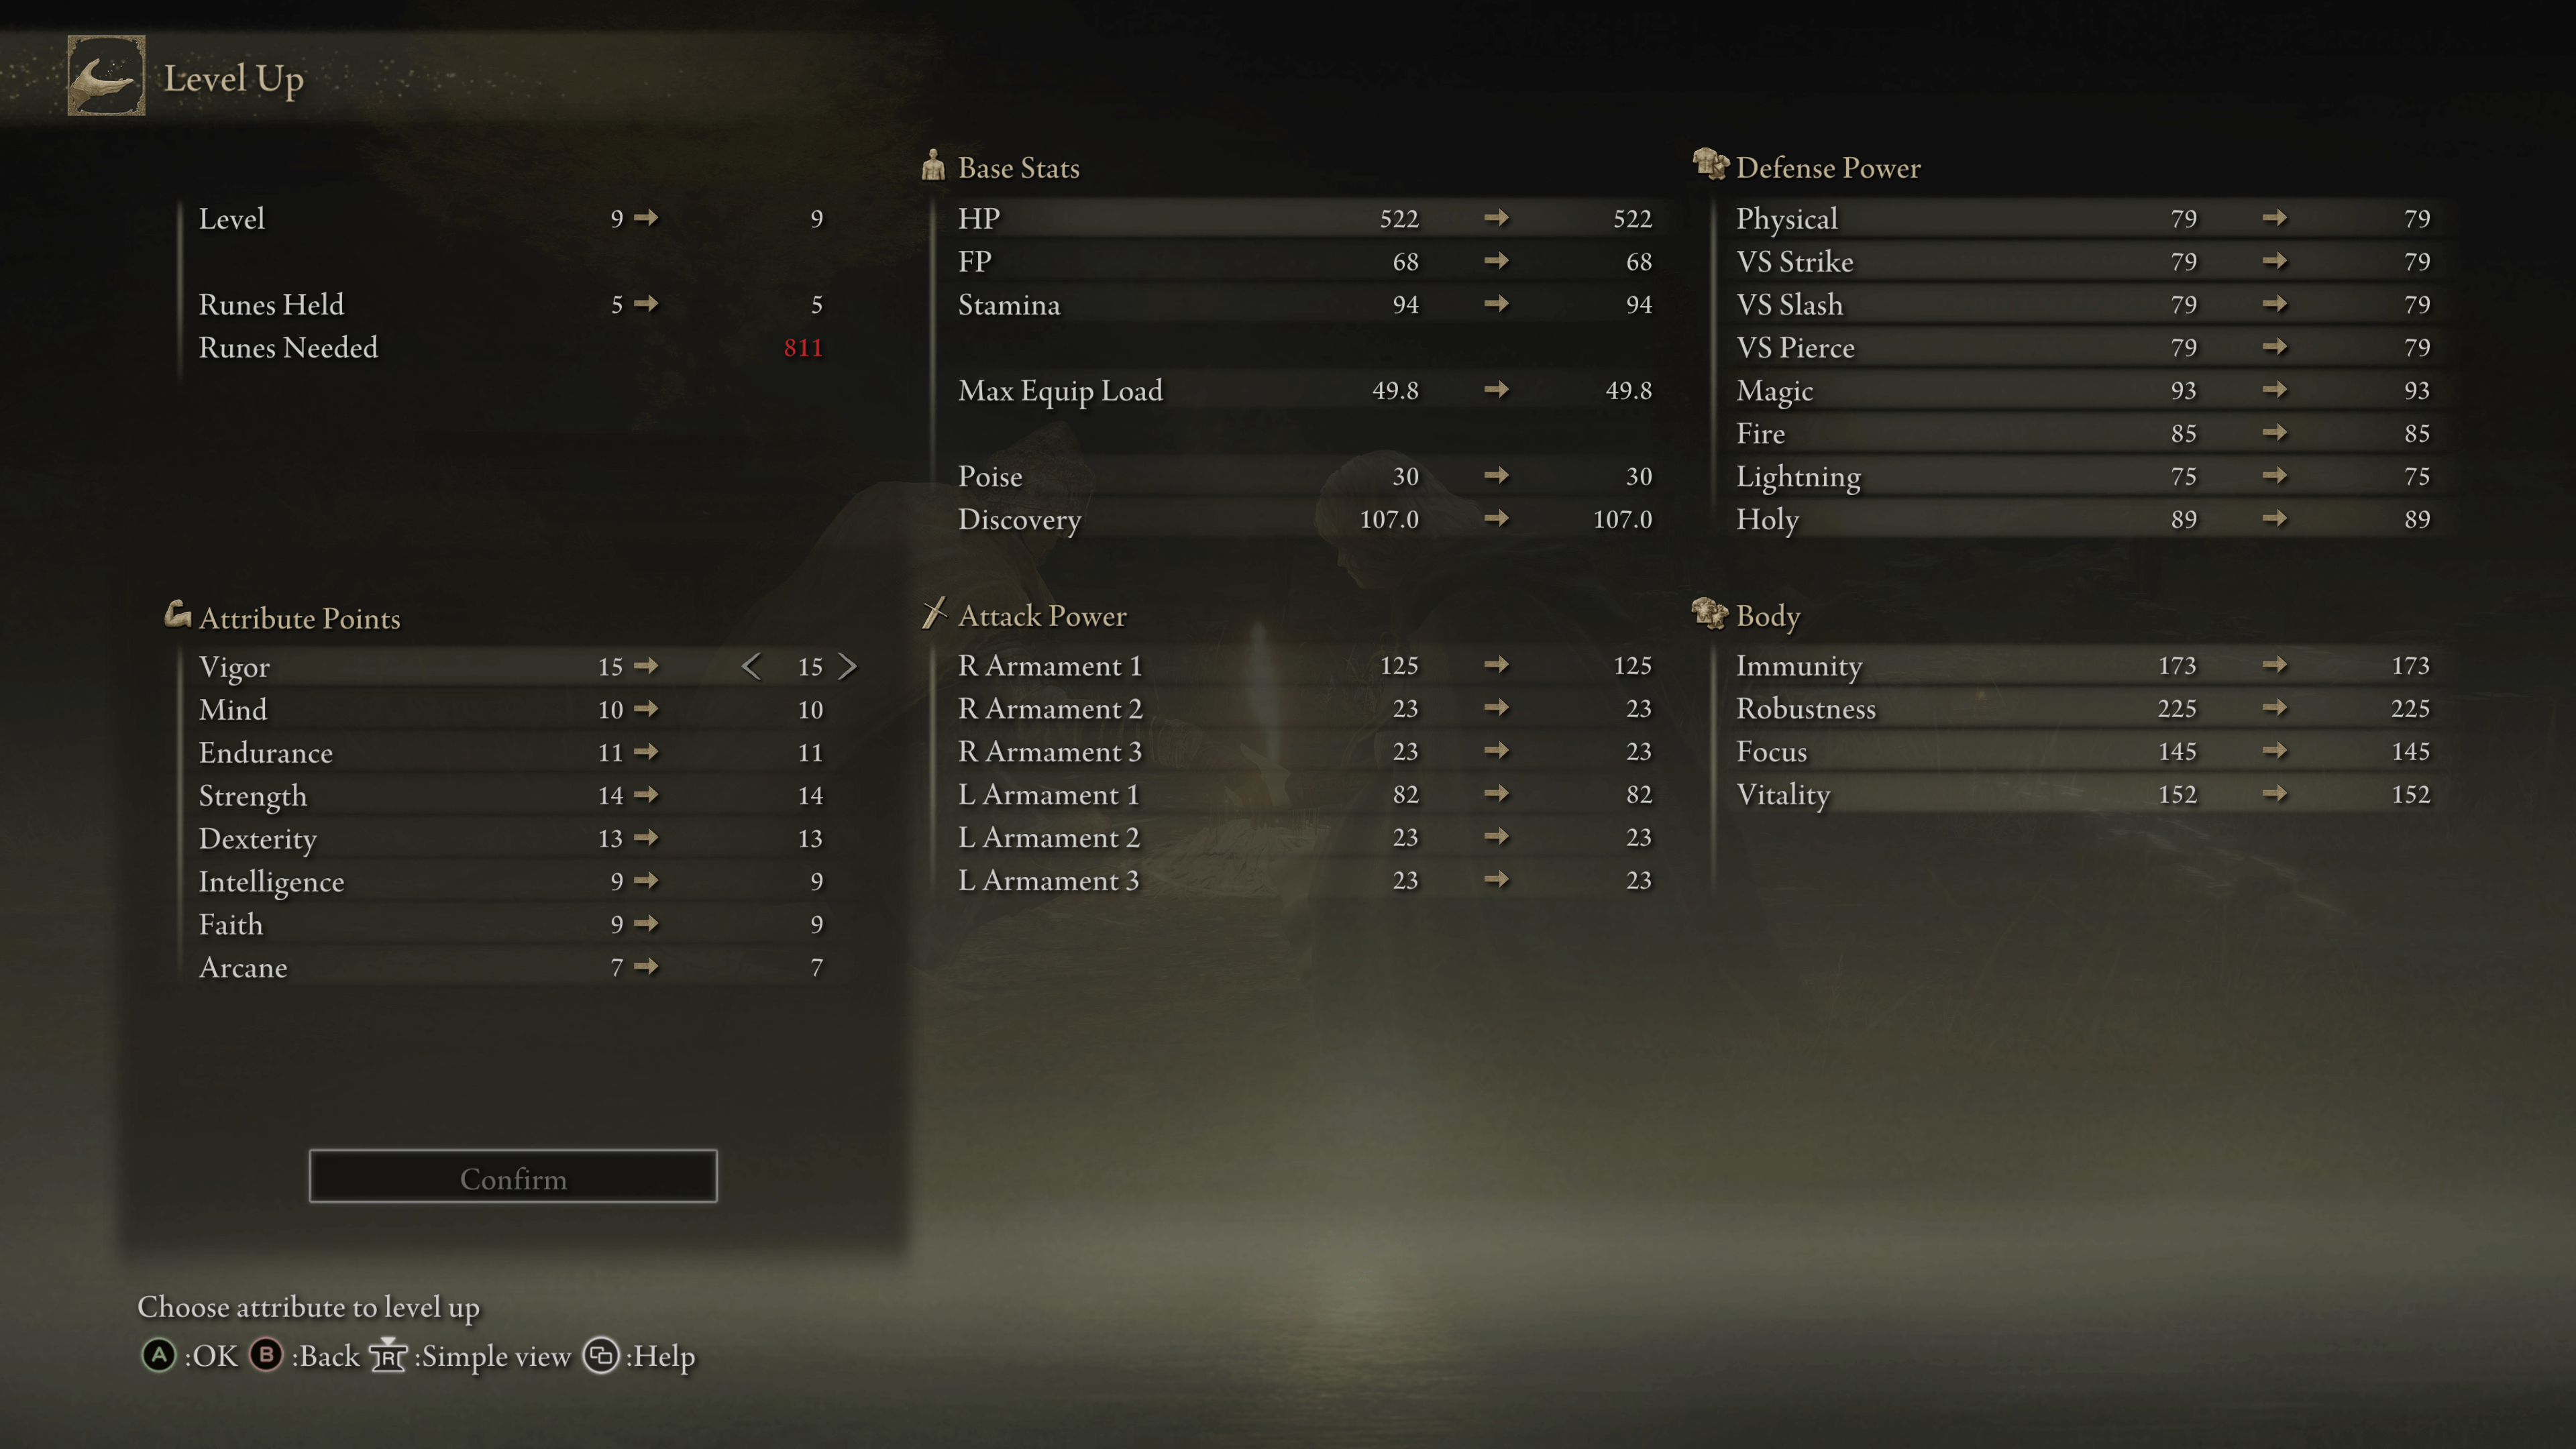 Level Up
Level 9 → 9
Runes Held 5 → 5
Runes Needed 811
Attribute Points
Vigor 15 → < 15 >
Mind 10 → 10
Endurance 11 → 11
Strength 14 → 14
Dexterity 13 → 13
Intelligence 9 → 9
Faith 9 → 9
Arcane 7 → 7
Confirm
Base Stats
HP 522 → 522
FP 68 → 68
Stamina 94 → 94
Max Equip Load 49.8 → 49.8
Poise 30 → 30
Discovery 107.0 → 107.0
Attack Power
R Armament 1 125 → 125
R Armament 2 23 → 23
R Armament 3 23 → 23
L Armament 1 82 → 82
L Armament 2 23 → 23
L Armament 3 23 → 23
Defense Power
Physical 79 → 79
VS Strike 79 → 79
VS Slash 79 → 79
VS Pierce 79 → 79
Magic 93 → 93
Fire 85 → 85
Lightning 75 → 75
Holy 89 → 89
Body
Immunity 173 → 173
Robustness 225 → 225
Focus 145 → 145
Vitality 152 → 152
Choose attribute to level up
A :OK B :Back R :Simple view :Help